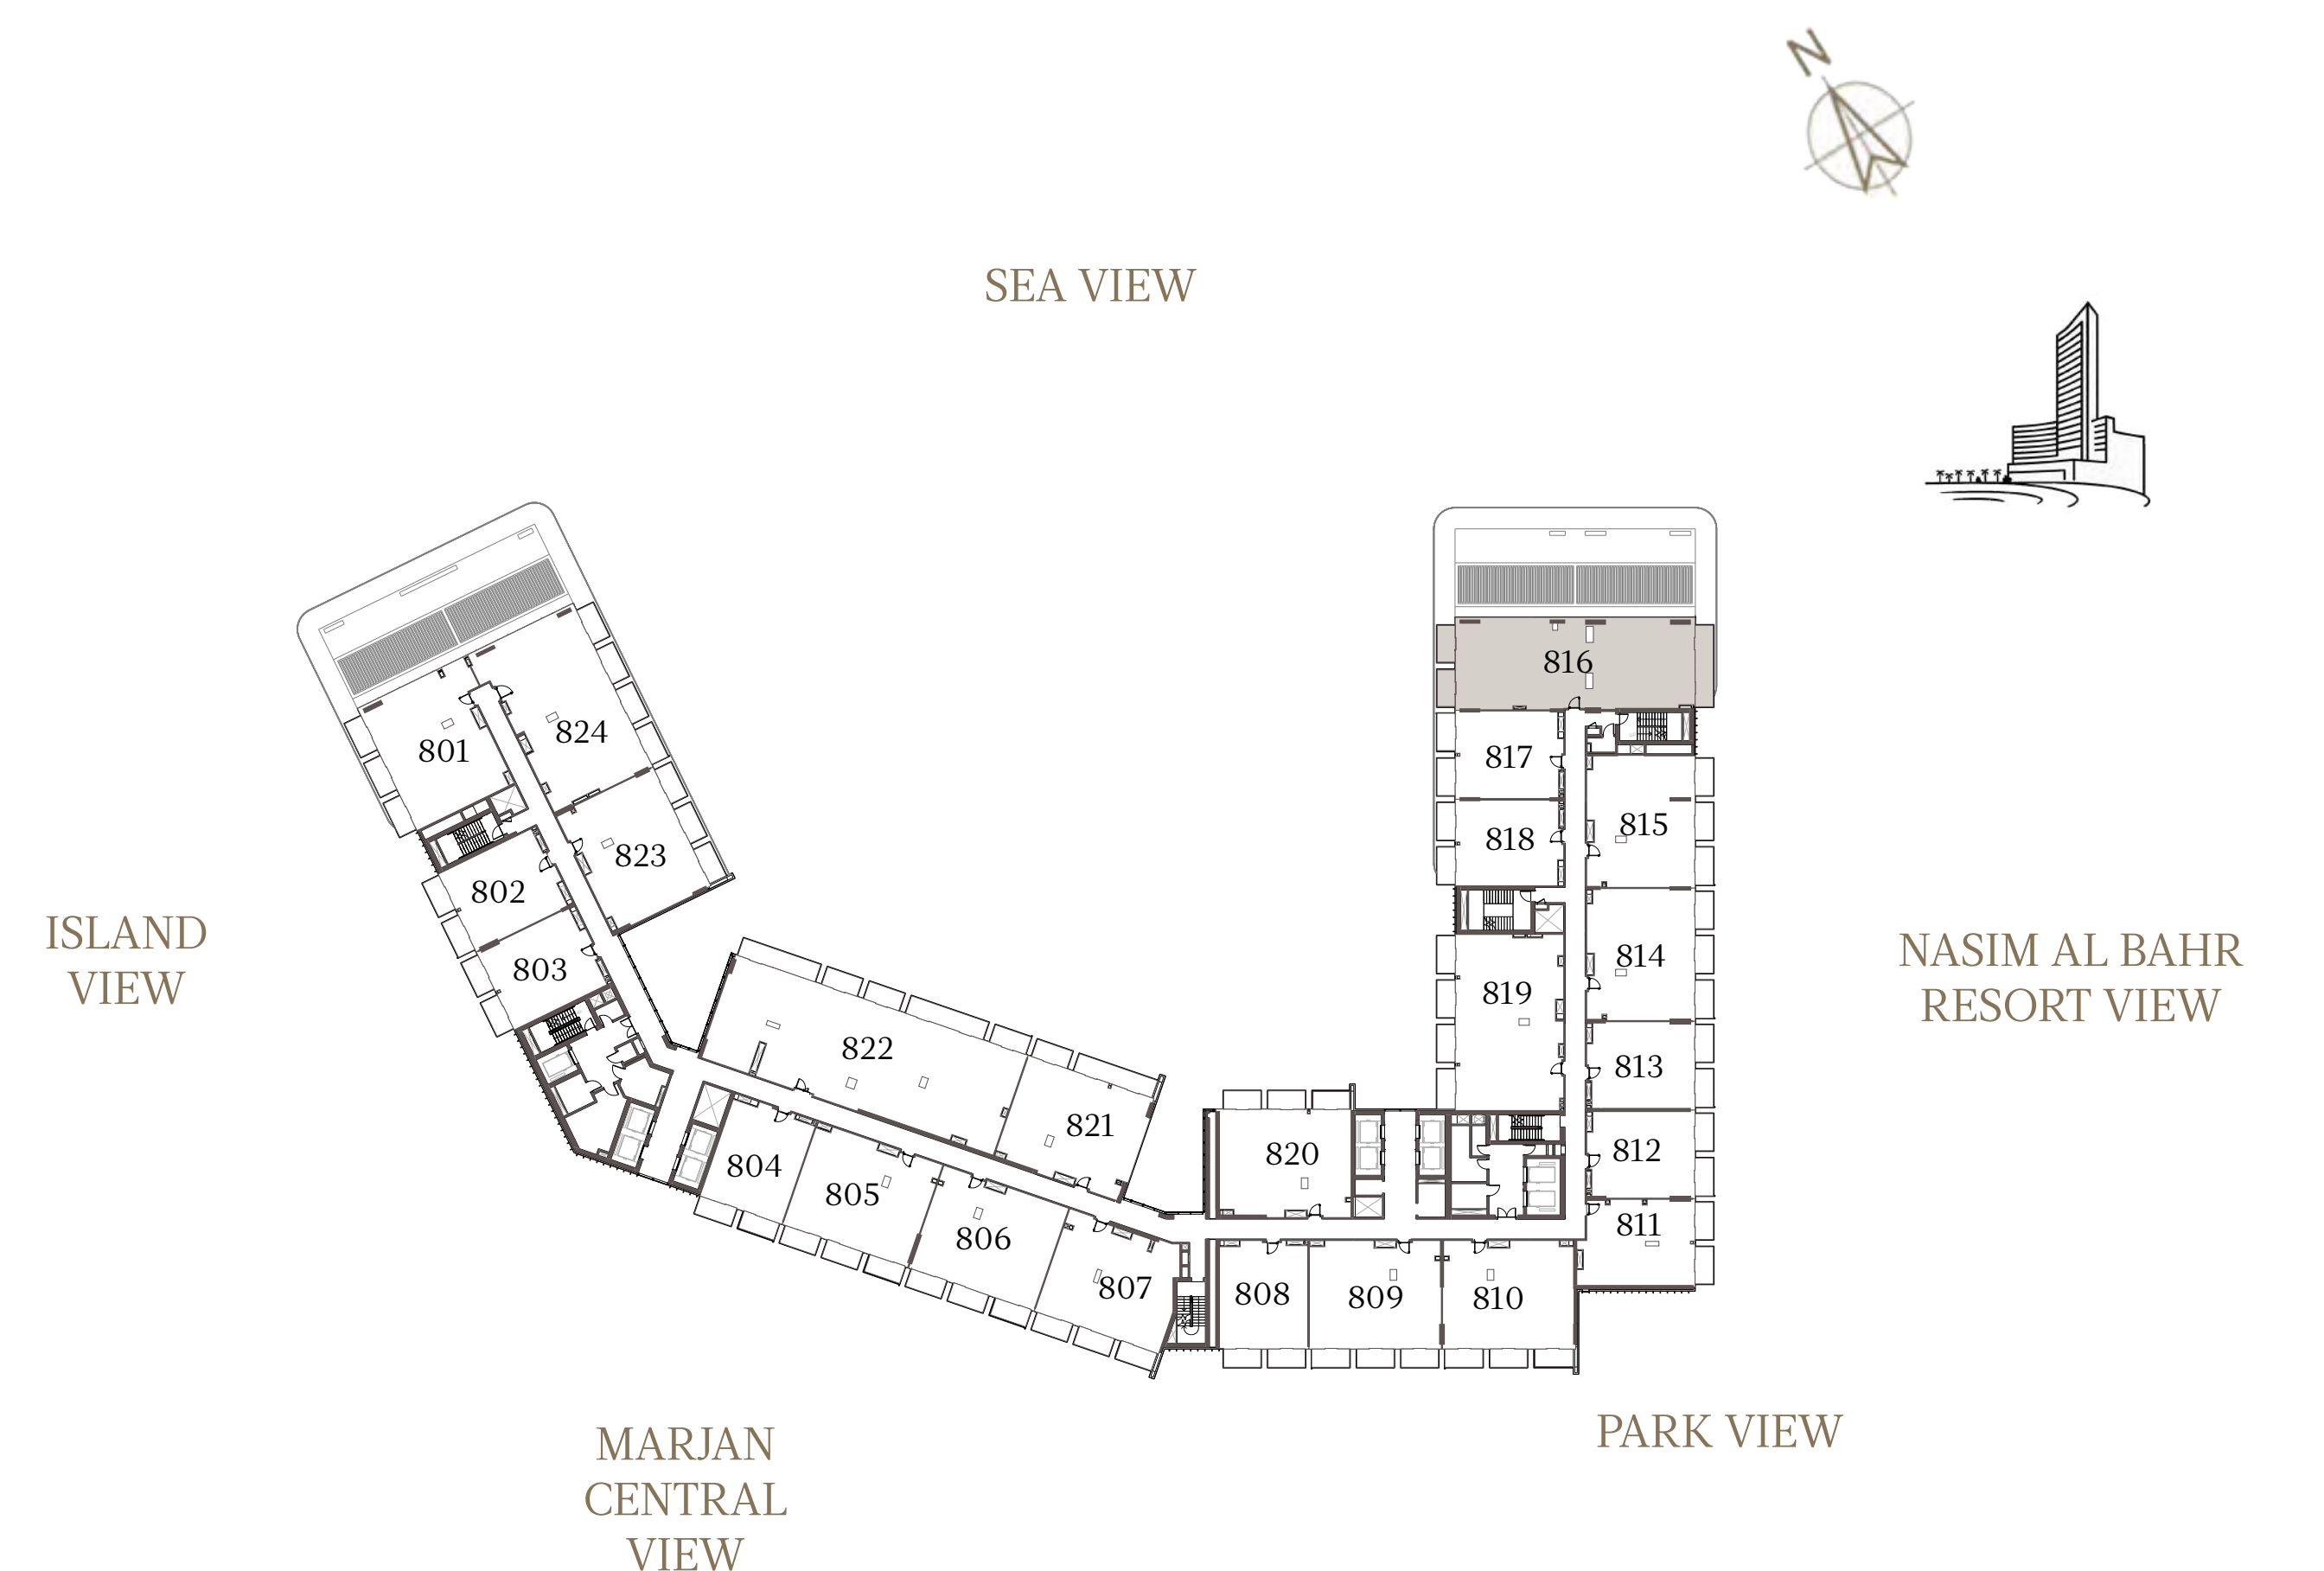 N
SEA VIEW
816
801
824
817
818
815
823
802
803
ISLAND
VIEW
NASIM AL BAHR
RESORT VIEW
814
819
822
813
821
820
812
804
805
806
811
807
808
809
810
PARK VIEW
MARJAN
CENTRAL
VIEW